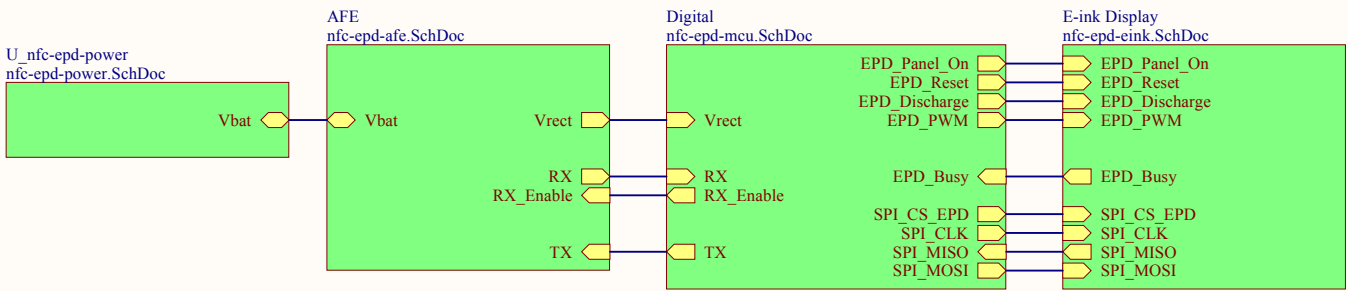 U_nfc-epd-power
nfc-epd-power.SchDoc
Vbat
AFE
nfc-epd-afe.SchDoc
Vbat
Vrect
RX
RX_Enable
TX
Digital
nfc-epd-mcu.SchDoc
Vrect
RX
RX_Enable
TX
EPD_Panel_On
EPD_Reset
EPD_Discharge
EPD_PWM
EPD_Busy
SPI_CS_EPD
SPI_CLK
SPI_MISO
SPI_MOSI
E-ink Display
nfc-epd-eink.SchDoc
EPD_Panel_On
EPD_Reset
EPD_Discharge
EPD_PWM
EPD_Busy
SPI_CS_EPD
SPI_CLK
SPI_MISO
SPI_MOSI